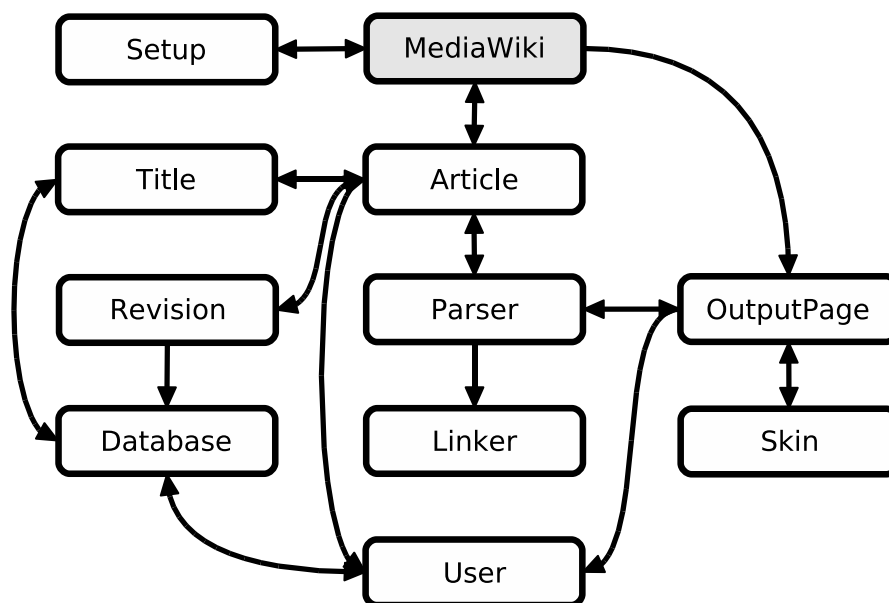 Setup
MediaWiki
Title
Article
Revision
Parser
OutputPage
Database
Linker
Skin
User